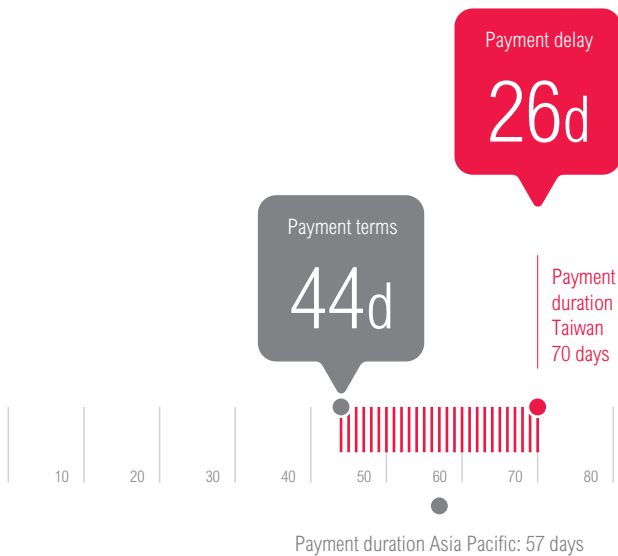 Payment delay
26d
Payment terms
44d
Payment
duration
Taiwan
70 days
10 20 30 40 50 60 70 80
Payment duration Asia Pacific: 57 days